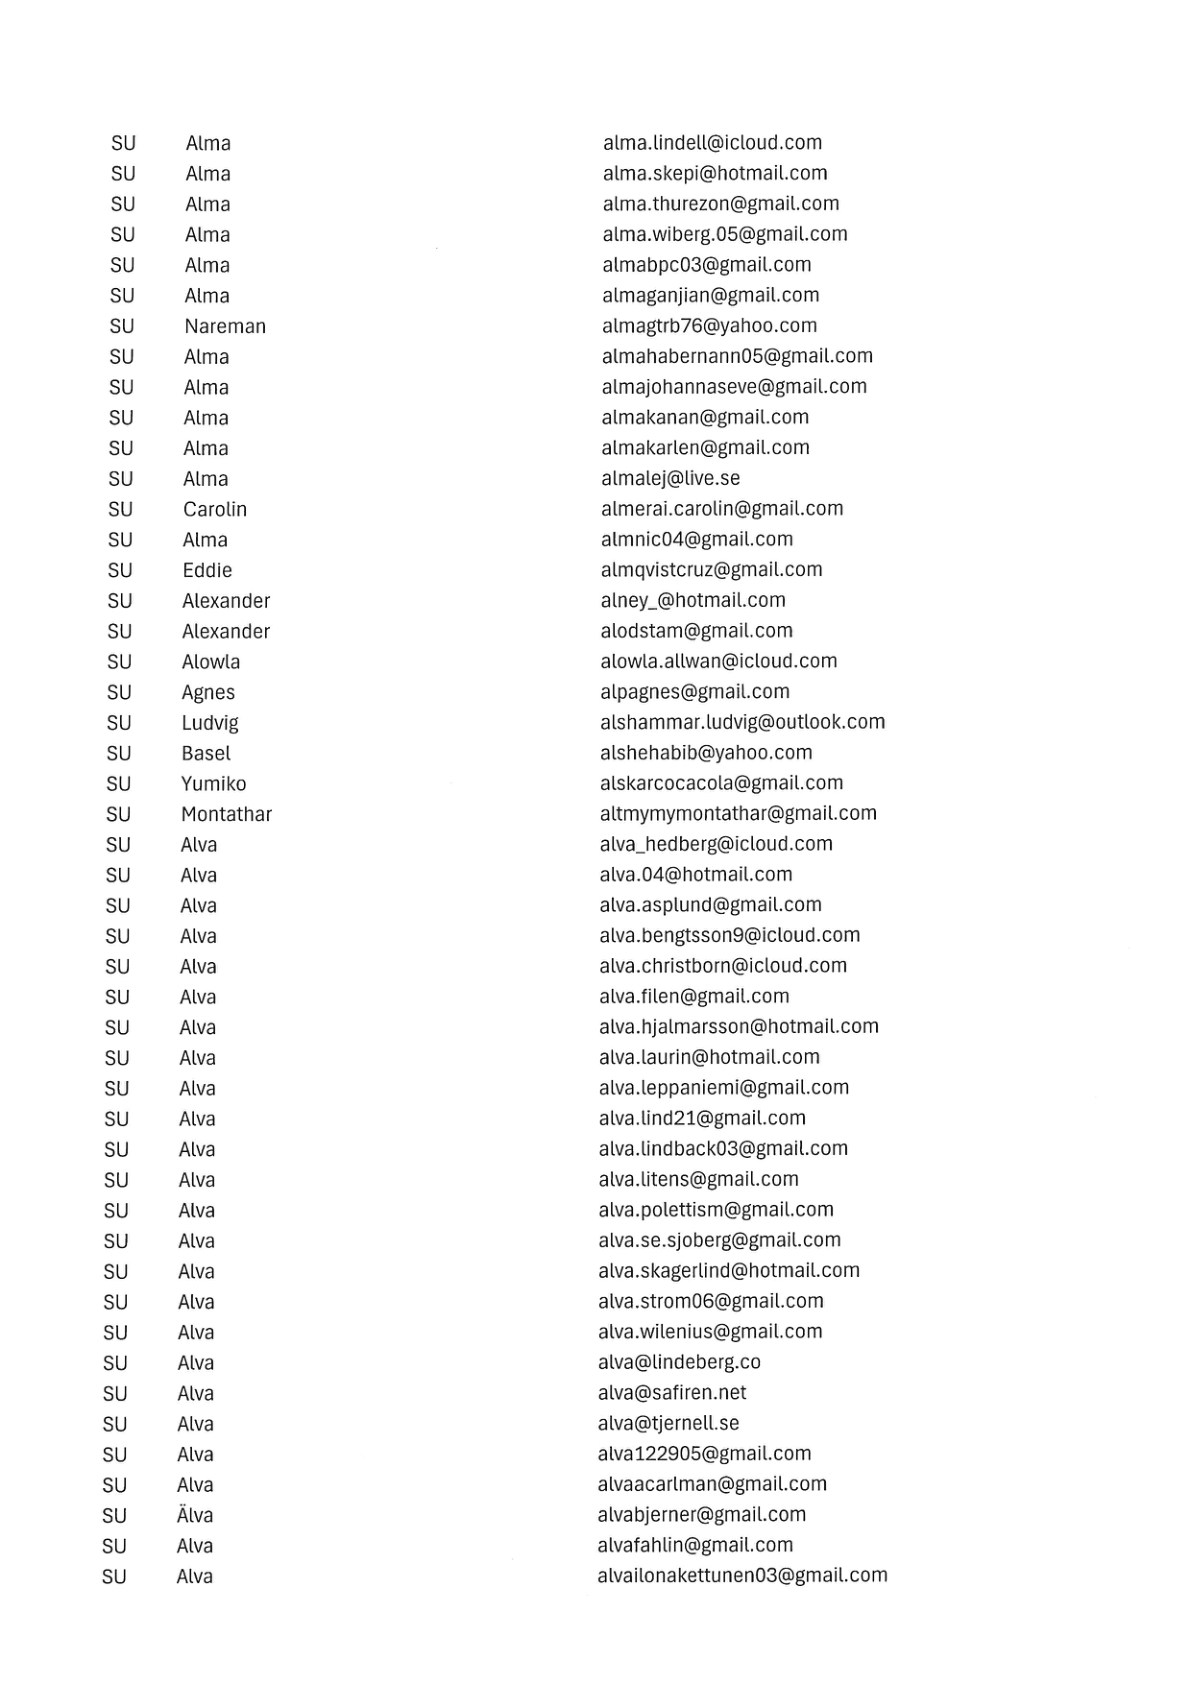 SU Alma alma.lindell@icloud.com
SU Alma alma.skepi@hotmail.com
SU Alma alma.thurezon@gmail.com
SU Alma alma.wiberg.05@gmail.com
SU Alma almabpc03@gmail.com
SU Alma almaganjian@gmail.com
SU Nareman almagtrb76@yahoo.com
SU Alma almahabernann05@gmail.com
SU Alma almajohannaseve@gmail.com
SU Alma almakanan@gmail.com
SU Alma almakarlen@gmail.com
SU Alma almalej@live.se
SU Carolin almerai.carolin@gmail.com
SU Alma almnic04@gmail.com
SU Eddie almqvistcruz@gmail.com
SU Alexander alney_@hotmail.com
SU Alexander alodstam@gmail.com
SU Alowla alowla.allwan@icloud.com
SU Agnes alpagnes@gmail.com
SU Ludvig alshammar.ludvig@outlook.com
SU Basel alshehabib@yahoo.com
SU Yumiko alskarcocacola@gmail.com
SU Montathar altmymymontathar@gmail.com
SU Alva alva_hedberg@icloud.com
SU Alva alva.04@hotmail.com
SU Alva alva.asplund@gmail.com
SU Alva alva.bengtsson9@icloud.com
SU Alva alva.christborn@icloud.com
SU Alva alva.filen@gmail.com
SU Alva alva.hjalmarsson@hotmail.com
SU Alva alva.laurin@hotmail.com
SU Alva alva.leppaniemi@gmail.com
SU Alva alva.lind21@gmail.com
SU Alva alva.lindback03@gmail.com
SU Alva alva.litens@gmail.com
SU Alva alva.polettism@gmail.com
SU Alva alva.se.sjoberg@gmail.com
SU Alva alva.skagerlind@hotmail.com
SU Alva alva.strom06@gmail.com
SU Alva alva.wilenius@gmail.com
SU Alva alva@lindeberg.co
SU Alva alva@safiren.net
SU Alva alva@tjernell.se
SU Alva alva122905@gmail.com
SU Alva alvaacarlman@gmail.com
SU Älva alvabjerner@gmail.com
SU Alva alvafahlin@gmail.com
SU Alva alvailonakettunen03@gmail.com